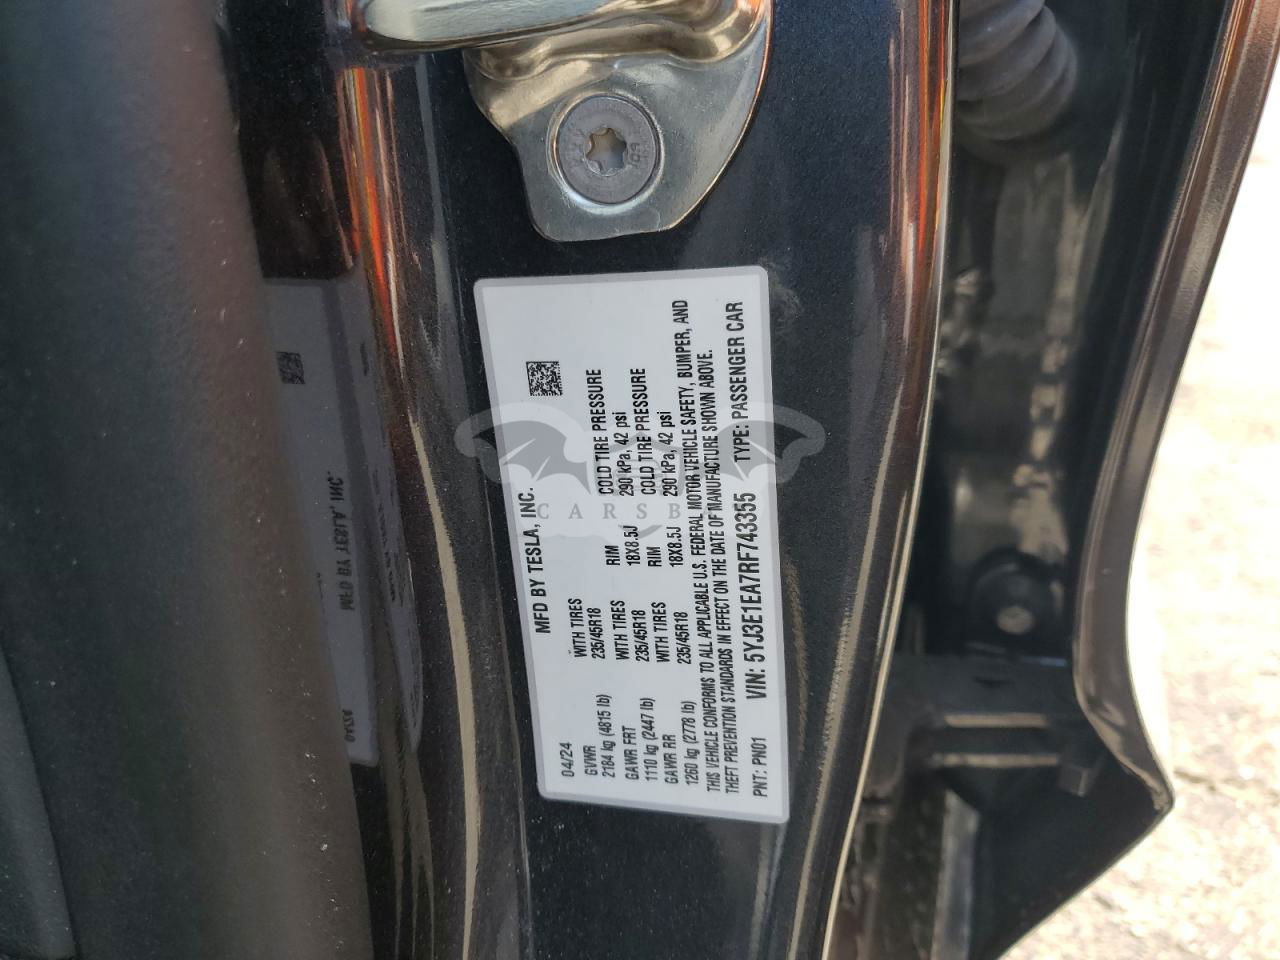 MFD BY TESLA, INC.
04/24
GVWR WITH TIRES RIM COLD TIRE PRESSURE
2184 kg (4815 lb) 235/45R18 18X8.5J 290 kPa, 42 psi
GAWR FRT WITH TIRES RIM COLD TIRE PRESSURE
1110 kg (2447 lb) 235/45R18 18X8.5J 290 kPa, 42 psi
GAWR RR WITH TIRES
1260 kg (2778 lb) 235/45R18
THIS VEHICLE CONFORMS TO ALL APPLICABLE U.S. FEDERAL MOTOR VEHICLE SAFETY, BUMPER, AND
THEFT PREVENTION STANDARDS IN EFFECT ON THE DATE OF MANUFACTURE SHOWN ABOVE.
PNT: PN01 VIN: 5YJ3E1EA7RF743355 TYPE: PASSENGER CAR
CARSB